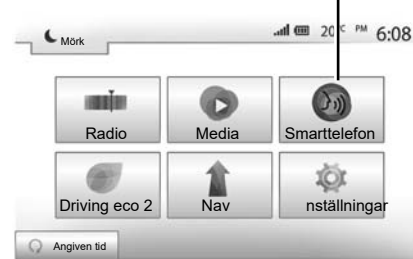 Mörk
20°C PM 6:08
Radio Media Smarttelefon
Driving eco 2 Nav nställningar
Angiven tid